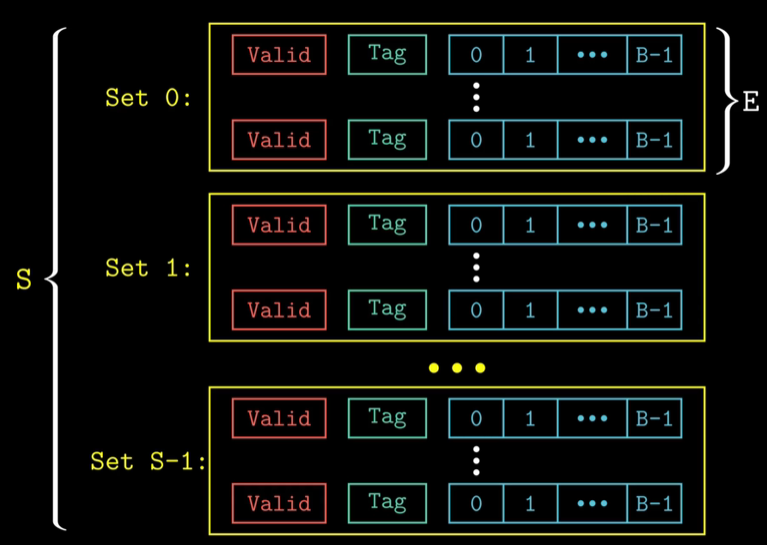 Valid Tag 0 1 ••• B-1
Set 0: E
Valid Tag 0 1 ••• B-1
Valid Tag 0 1 ••• B-1
Set 1:
S
Valid Tag 0 1 ••• B-1
•••
Valid Tag 0 1 ••• B-1
Set S-1:
Valid Tag 0 1 ••• B-1